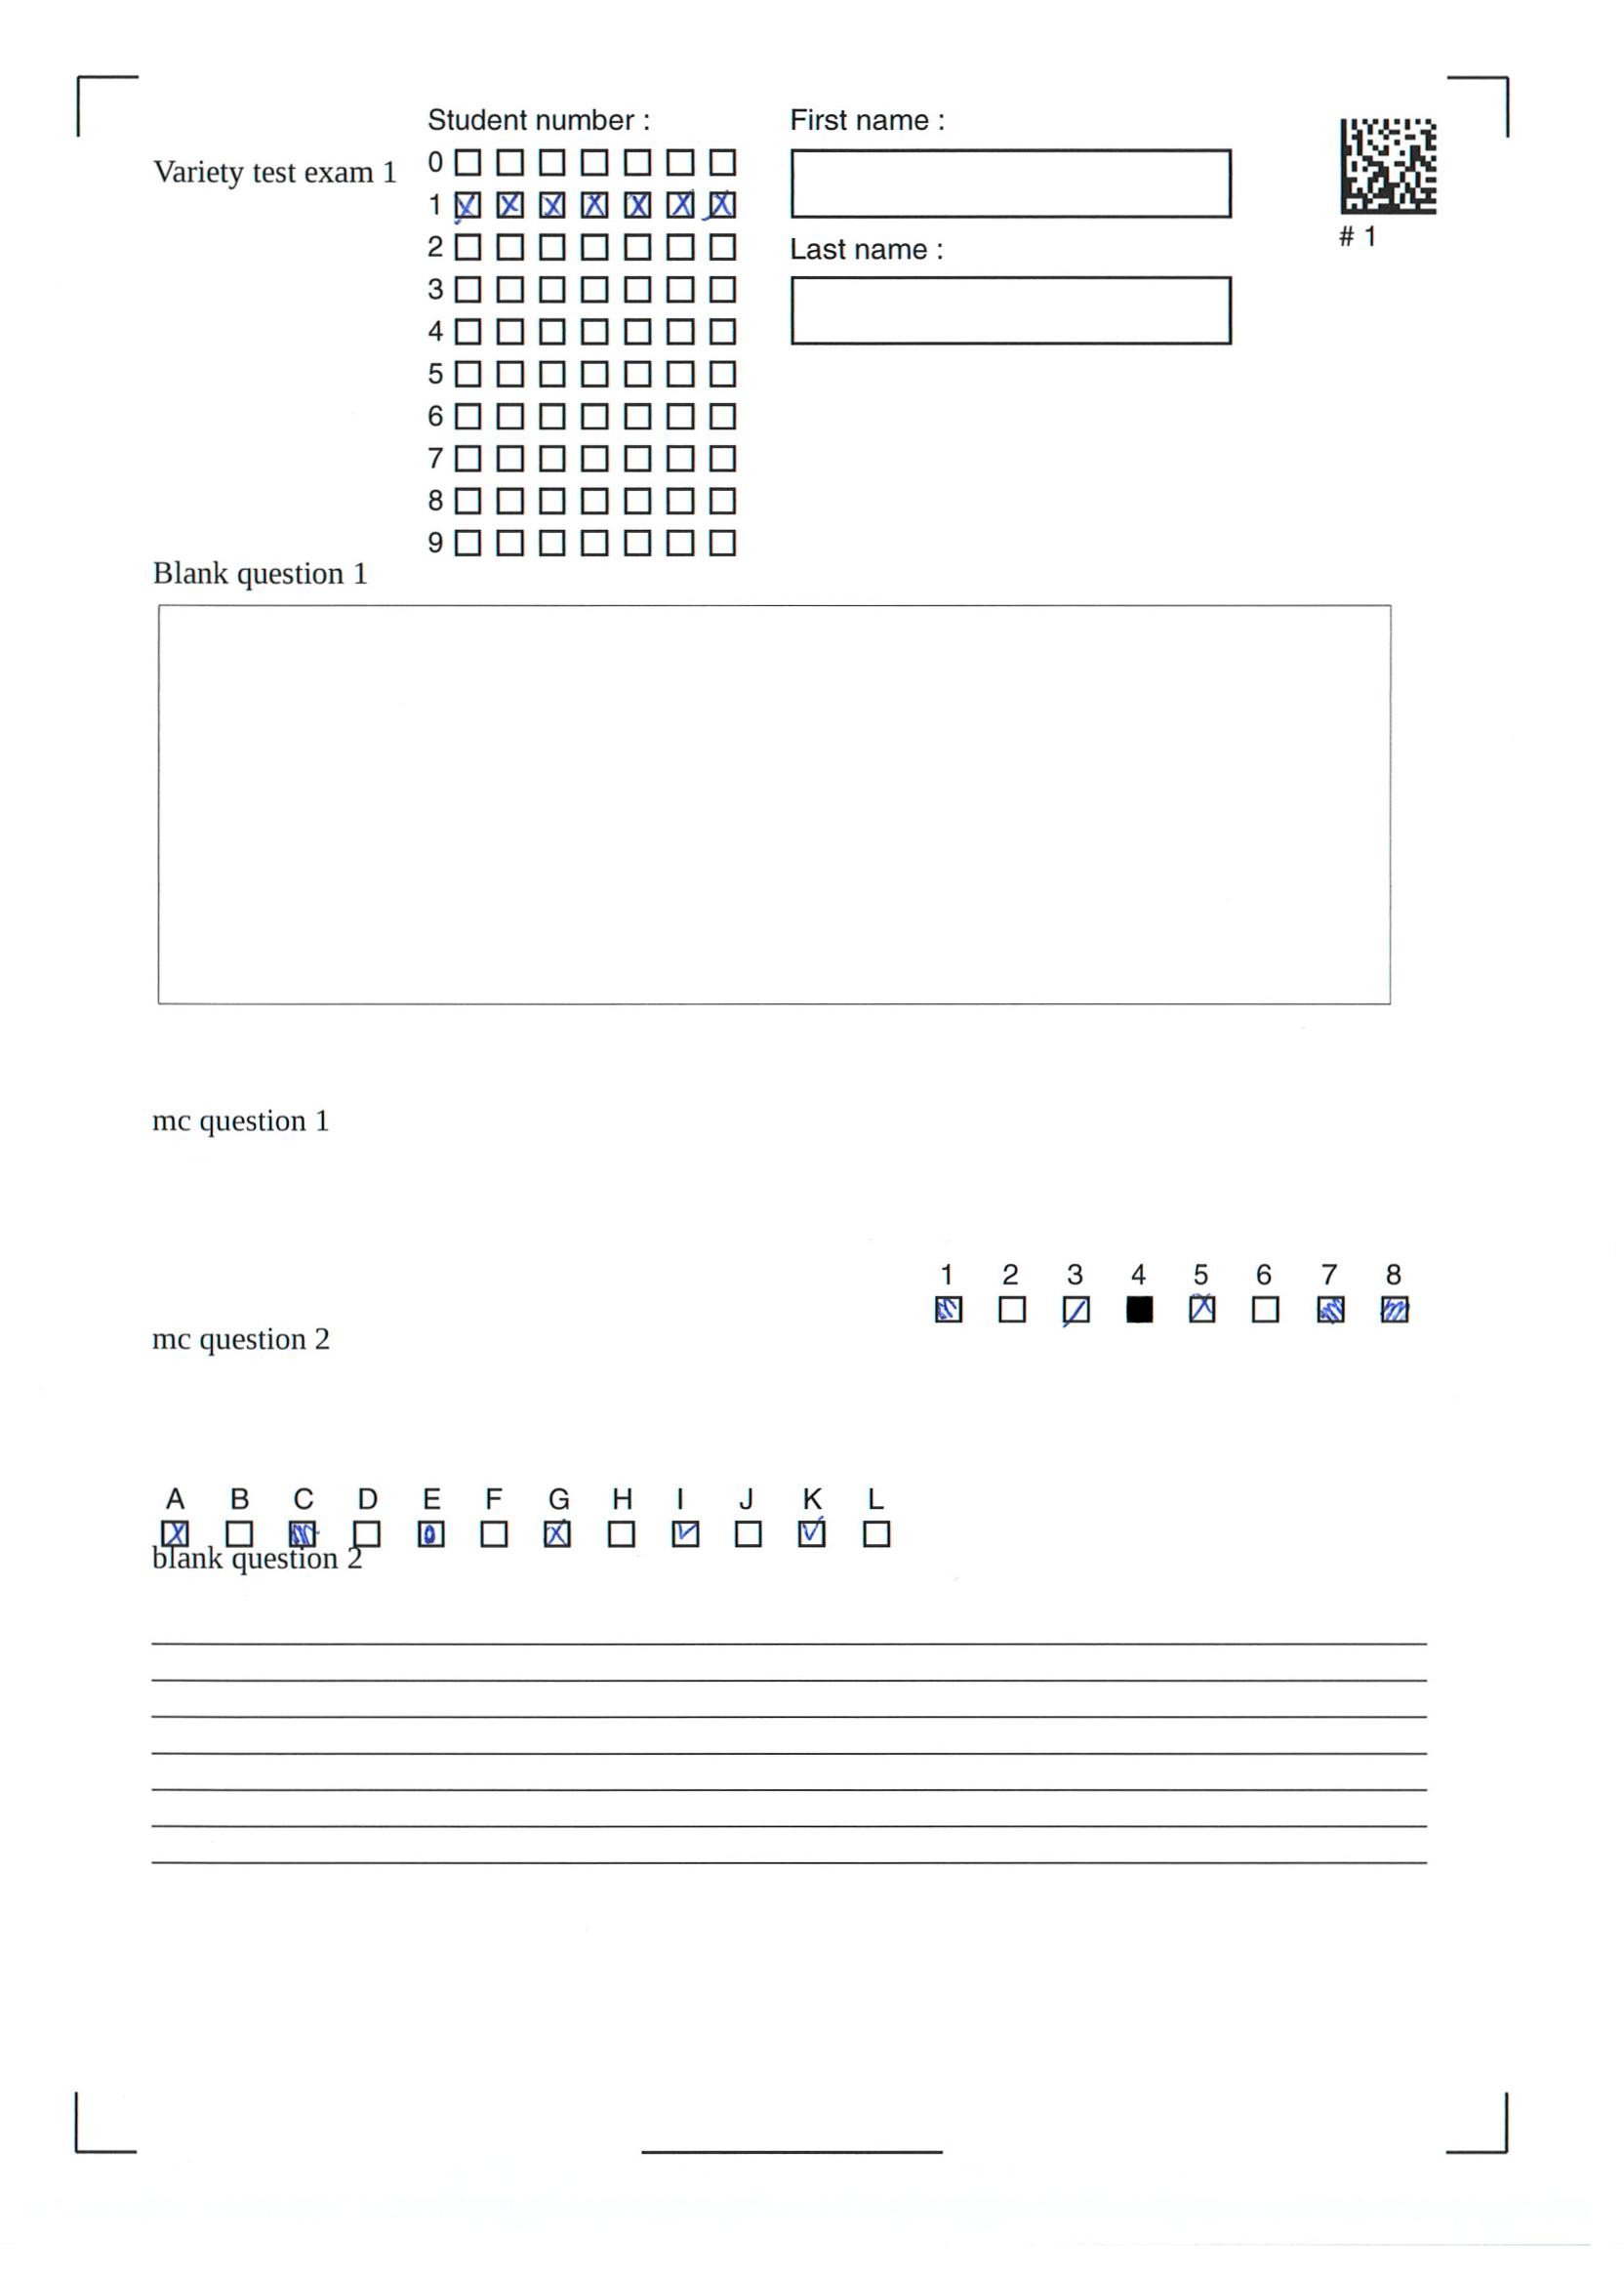 Student number :
First name :
Variety test exam 1
0
1
2
3
4
5
6
7
8
9
# 1
Last name :
Blank question 1
mc question 1
1 2 3 4 5 6 7 8
mc question 2
A B C D E F G H I J K L
blank question 2